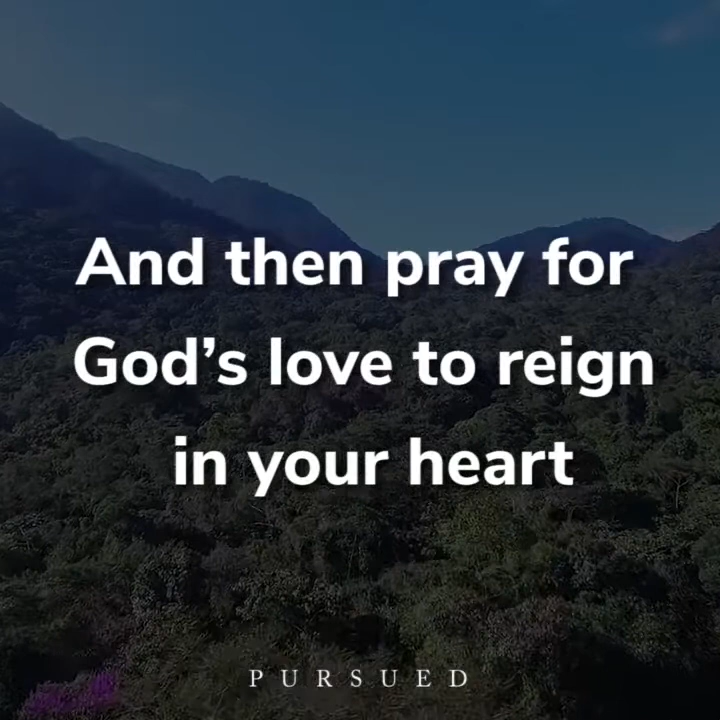 And then pray for
God’s love to reign
in your heart
PURSUED